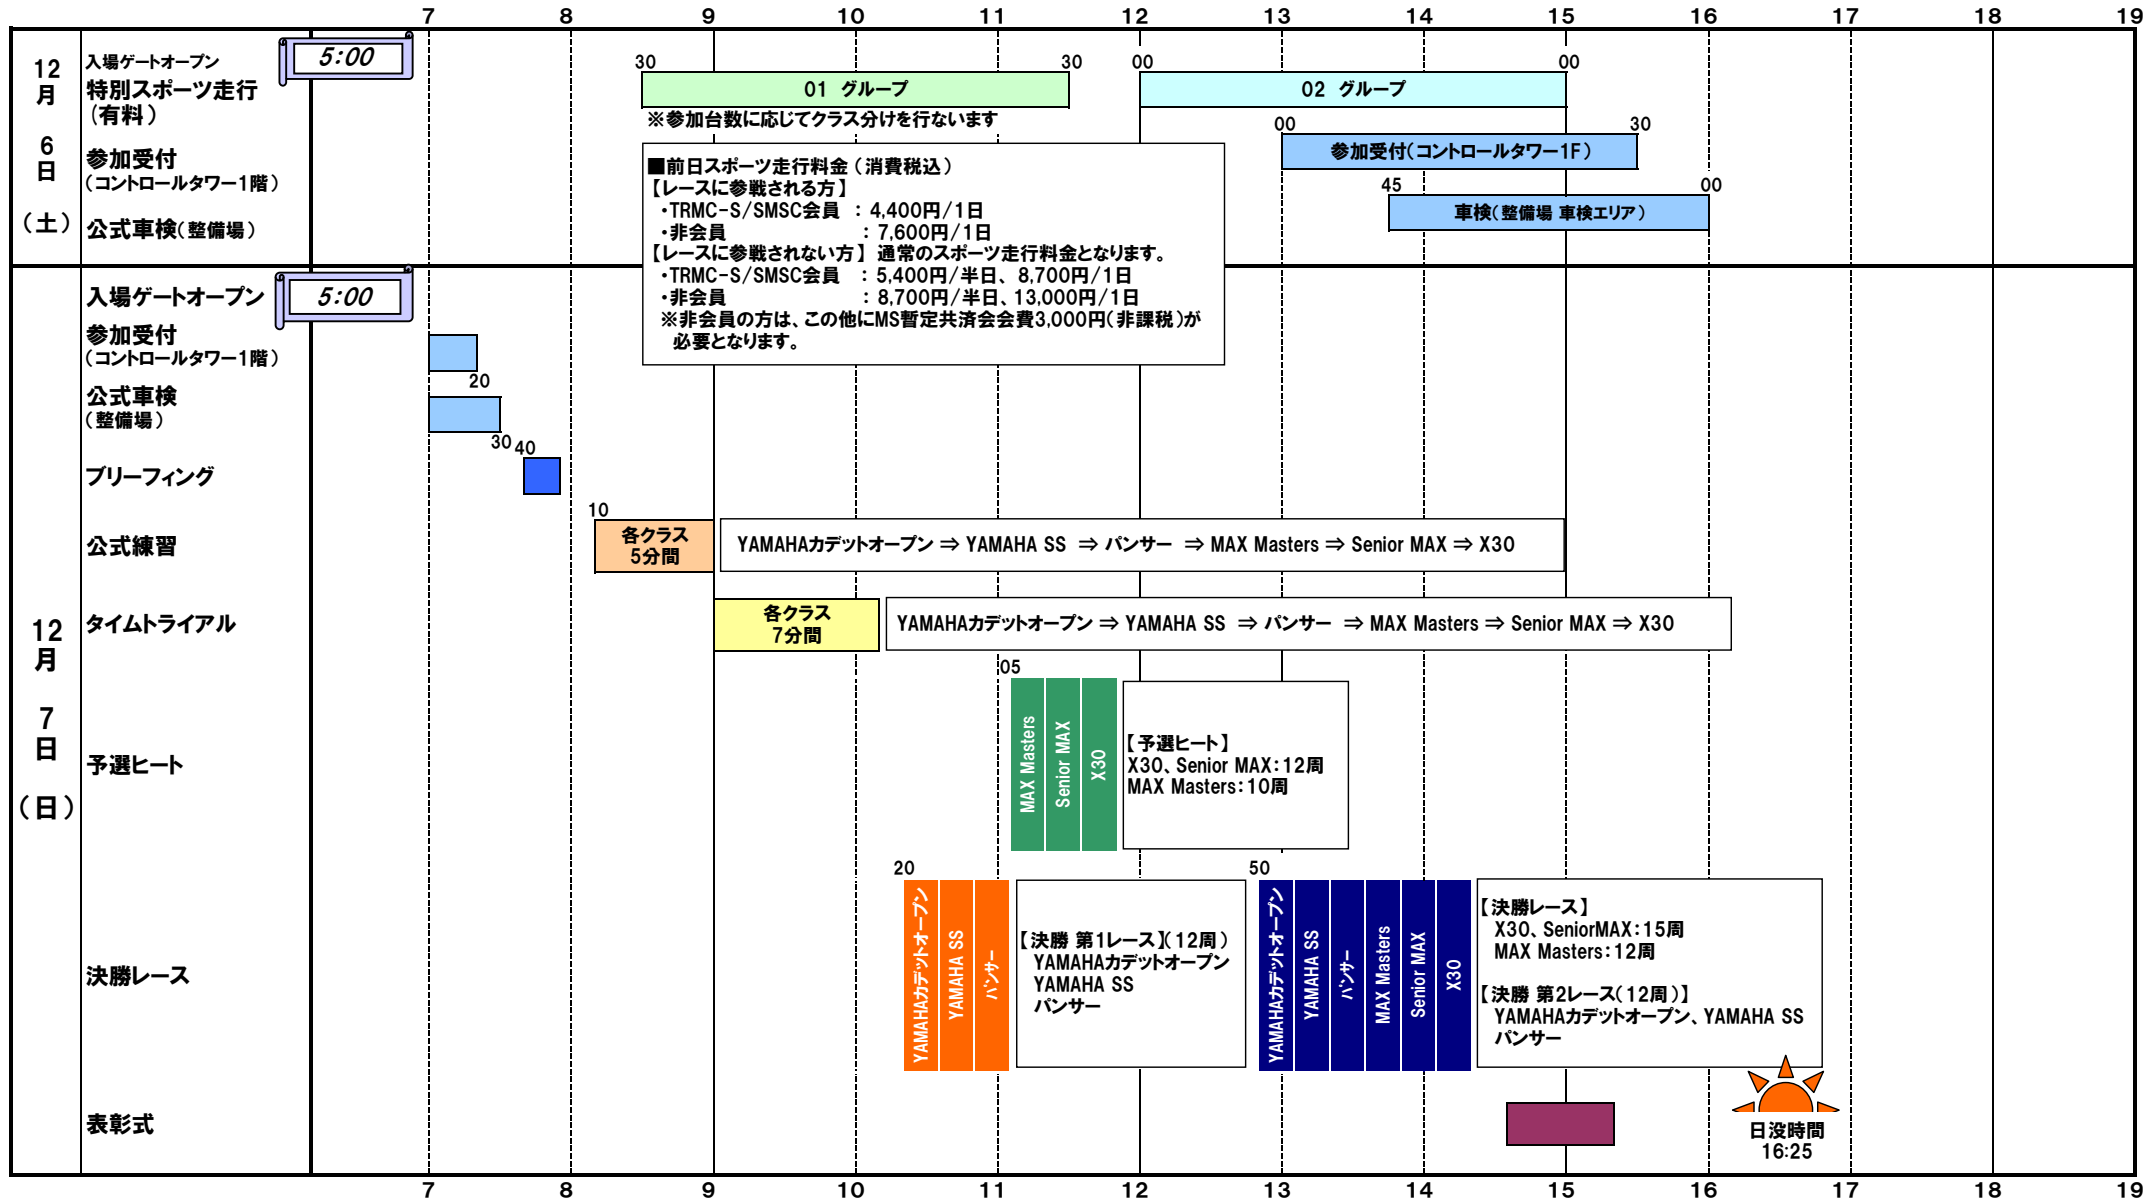 7 8 9 10 11 12 13 14 15 16 17 18 19
12
月
6
日
(土)
入場ゲートオープン
5:00
特別スポーツ走行
(有料)
30 30 00 00
01 グループ
02 グループ
※参加台数に応じてクラス分けを行ないます
参加受付
(コントロールタワー1階)
00 30
参加受付(コントロールタワー1F)
公式車検(整備場)
45 00
車検(整備場 車検エリア)
■前日スポーツ走行料金(消費税込)
【レースに参戦される方】
・TRMC-S/SMSC会員 : 4,400円/1日
・非会員 : 7,600円/1日
【レースに参戦されない方】 通常のスポーツ走行料金となります。
・TRMC-S/SMSC会員 : 5,400円/半日、8,700円/1日
・非会員 : 8,700円/半日、13,000円/1日
※非会員の方は、この他にMS暫定共済会会費3,000円(非課税)が
必要となります。
12
月
7
日
(日)
入場ゲートオープン
5:00
参加受付
(コントロールタワー1階)
20
公式車検
(整備場)
30
40
ブリーフィング
10
公式練習
各クラス
5分間
YAMAHAカデットオープン ⇒ YAMAHA SS ⇒ パンサー ⇒ MAX Masters ⇒ Senior MAX ⇒ X30
タイムトライアル
各クラス
7分間
YAMAHAカデットオープン ⇒ YAMAHA SS ⇒ パンサー ⇒ MAX Masters ⇒ Senior MAX ⇒ X30
05
予選ヒート
MAX Masters
Senior MAX
X30
【予選ヒート】
X30、Senior MAX:12周
MAX Masters:10周
20
50
決勝レース
YAMAHAカデットオープン
YAMAHA SS
パンサー
【決勝 第1レース】(12周)
YAMAHAカデットオープン
YAMAHA SS
パンサー
YAMAHAカデットオープン
YAMAHA SS
パンサー
MAX Masters
Senior MAX
X30
【決勝レース】
X30、SeniorMAX:15周
MAX Masters:12周
【決勝 第2レース(12周)】
YAMAHAカデットオープン、YAMAHA SS
パンサー
表彰式
日没時間
16:25
7 8 9 10 11 12 13 14 15 16 17 18 19